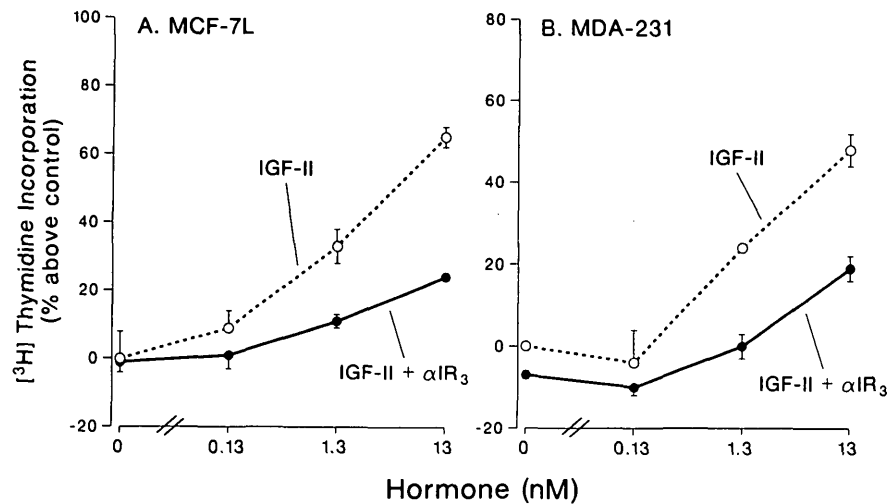 A. MCF-7L
B. MDA-231
[³H] Thymidine Incorporation
(% above control)
100
80
60
40
20
0
-20
IGF-II
IGF-II + αIR₃
0
0.13
1.3
13
80
60
40
20
0
-20
IGF-II
IGF-II + αIR₃
0
0.13
1.3
13
Hormone (nM)